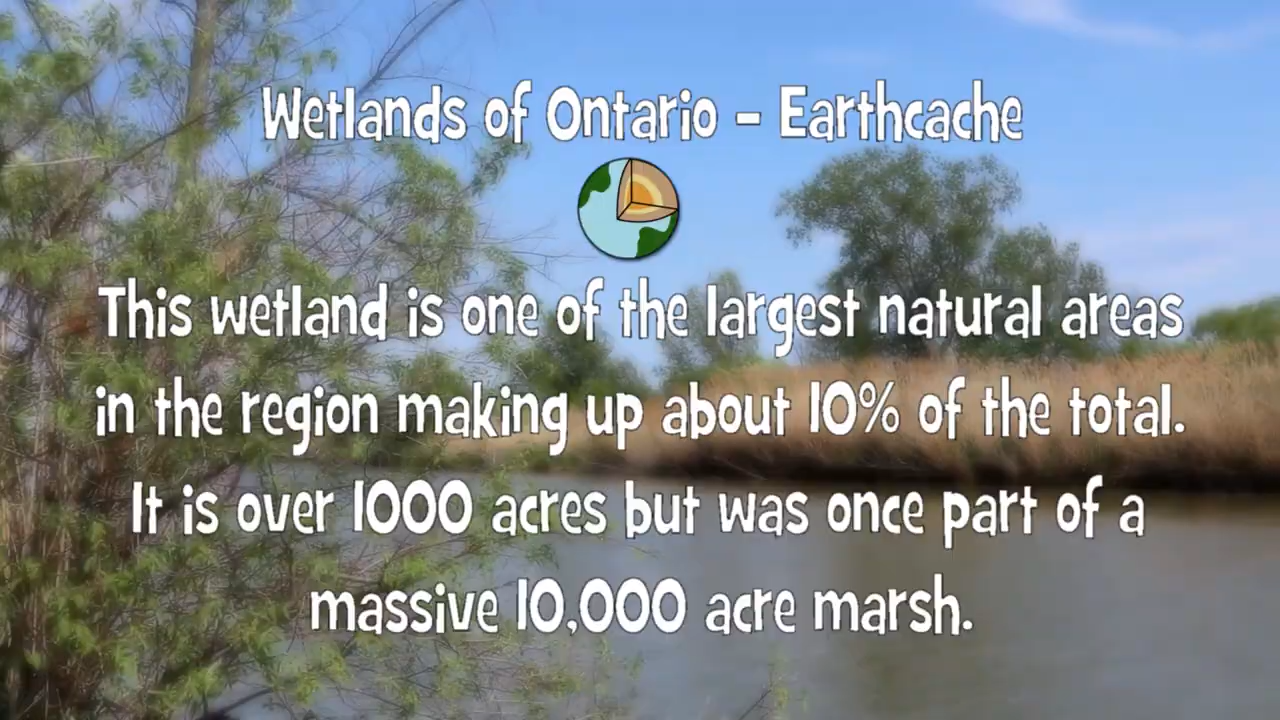 Wetlands of Ontario - Earthcache
This wetland is one of the largest natural areas
in the region making up about 10% of the total.
It is over 1000 acres but was once part of a
massive 10,000 acre marsh.